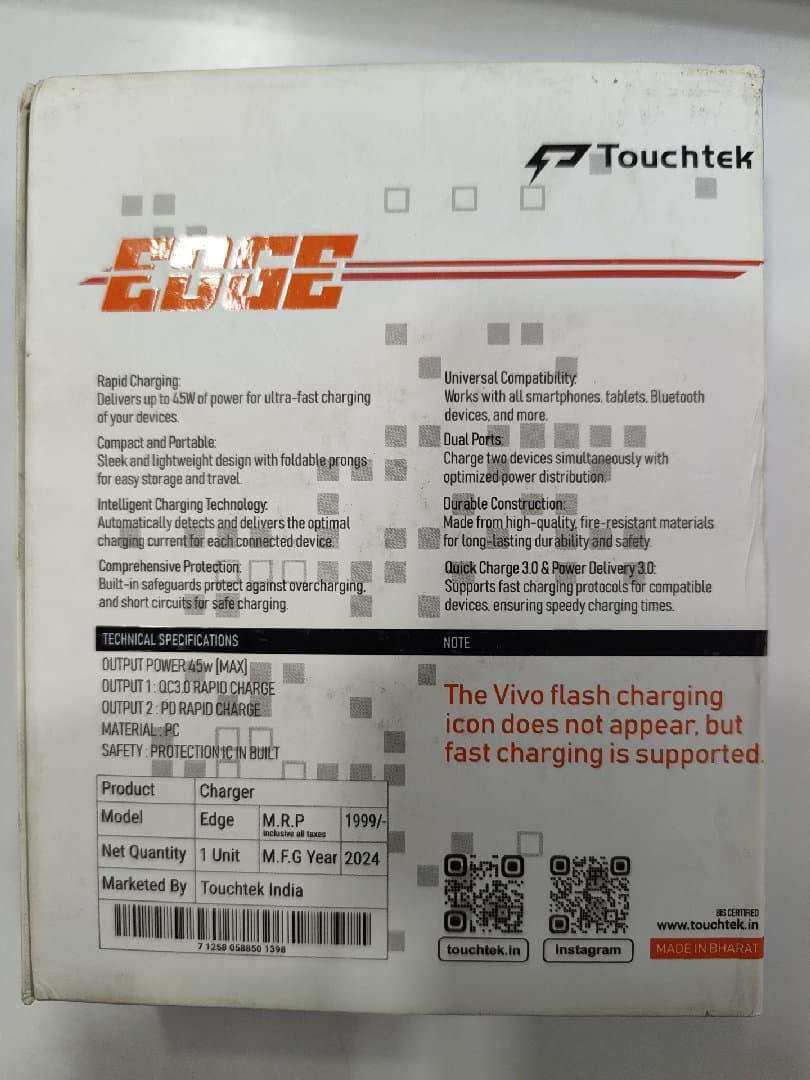 Touchtek
EDGE
Rapid Charging:
Delivers up to 45W of power for ultra-fast charging
of your devices.
Compact and Portable:
Sleek and lightweight design with foldable prongs
for easy storage and travel.
Intelligent Charging Technology:
Automatically detects and delivers the optimal
charging current for each connected device.
Comprehensive Protection:
Built-in safeguards protect against overcharging,
and short circuits for safe charging.
Universal Compatibility:
Works with all smartphones, tablets, Bluetooth
devices, and more.
Dual Ports:
Charge two devices simultaneously with
optimized power distribution.
Durable Construction:
Made from high-quality, fire-resistant materials
for long-lasting durability and safety.
Quick Charge 3.0 & Power Delivery 3.0:
Supports fast charging protocols for compatible
devices, ensuring speedy charging times.
TECHNICAL SPECIFICATIONS
OUTPUT POWER 45w [MAX]
OUTPUT 1 : QC3.0 RAPID CHARGE
OUTPUT 2 : PD RAPID CHARGE
MATERIAL : PC
SAFETY : PROTECTION IC IN BUILT
NOTE
The Vivo flash charging
icon does not appear, but
fast charging is supported.
Product Charger
Model Edge M.R.P 1999/-
inclusive all taxes
Net Quantity 1 Unit M.F.G Year 2024
Marketed By Touchtek India
7 1258 058850 1398
touchtek.in
Instagram
BIS CERTIFIED
www.touchtek.in
MADE IN BHARAT